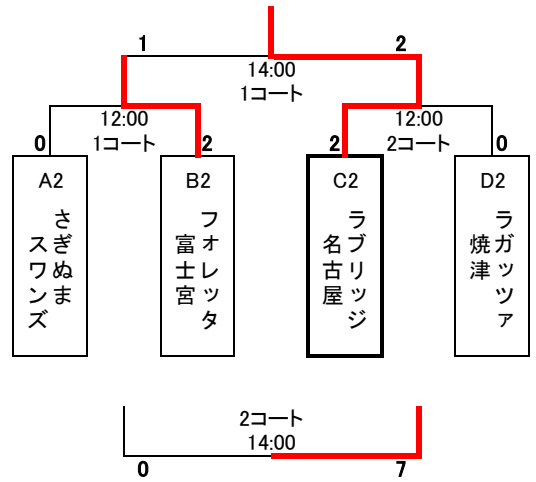 1 2
14:00
1コート
12:00 12:00
0 1コート 2 2 2コート 0
A2 B2 C2 D2
さぎぬま
スワンズ
フォレッタ
富士宮
ラブリッジ
名古屋
ラガッツァ
焼津
2コート
14:00
0 7